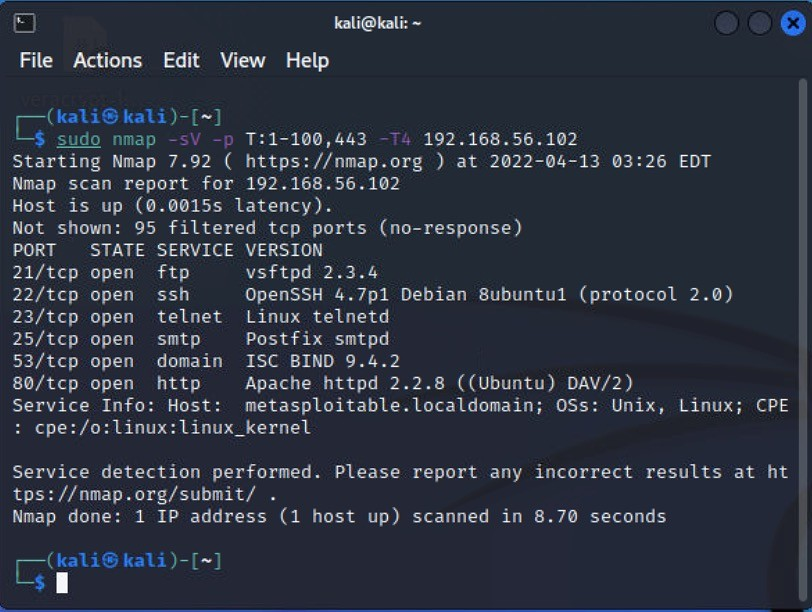 kali@kali: ~
File Actions Edit View Help
┌──(kali㉿kali)-[~]
└─$ sudo nmap -sV -p T:1-100,443 -T4 192.168.56.102
Starting Nmap 7.92 ( https://nmap.org ) at 2022-04-13 03:26 EDT
Nmap scan report for 192.168.56.102
Host is up (0.0015s latency).
Not shown: 95 filtered tcp ports (no-response)
PORT   STATE SERVICE VERSION
21/tcp open  ftp     vsftpd 2.3.4
22/tcp open  ssh     OpenSSH 4.7p1 Debian 8ubuntu1 (protocol 2.0)
23/tcp open  telnet  Linux telnetd
25/tcp open  smtp    Postfix smtpd
53/tcp open  domain  ISC BIND 9.4.2
80/tcp open  http    Apache httpd 2.2.8 ((Ubuntu) DAV/2)
Service Info: Host:  metasploitable.localdomain; OSs: Unix, Linux; CPE
: cpe:/o:linux:linux_kernel
Service detection performed. Please report any incorrect results at ht
tps://nmap.org/submit/ .
Nmap done: 1 IP address (1 host up) scanned in 8.70 seconds
┌──(kali㉿kali)-[~]
└─$